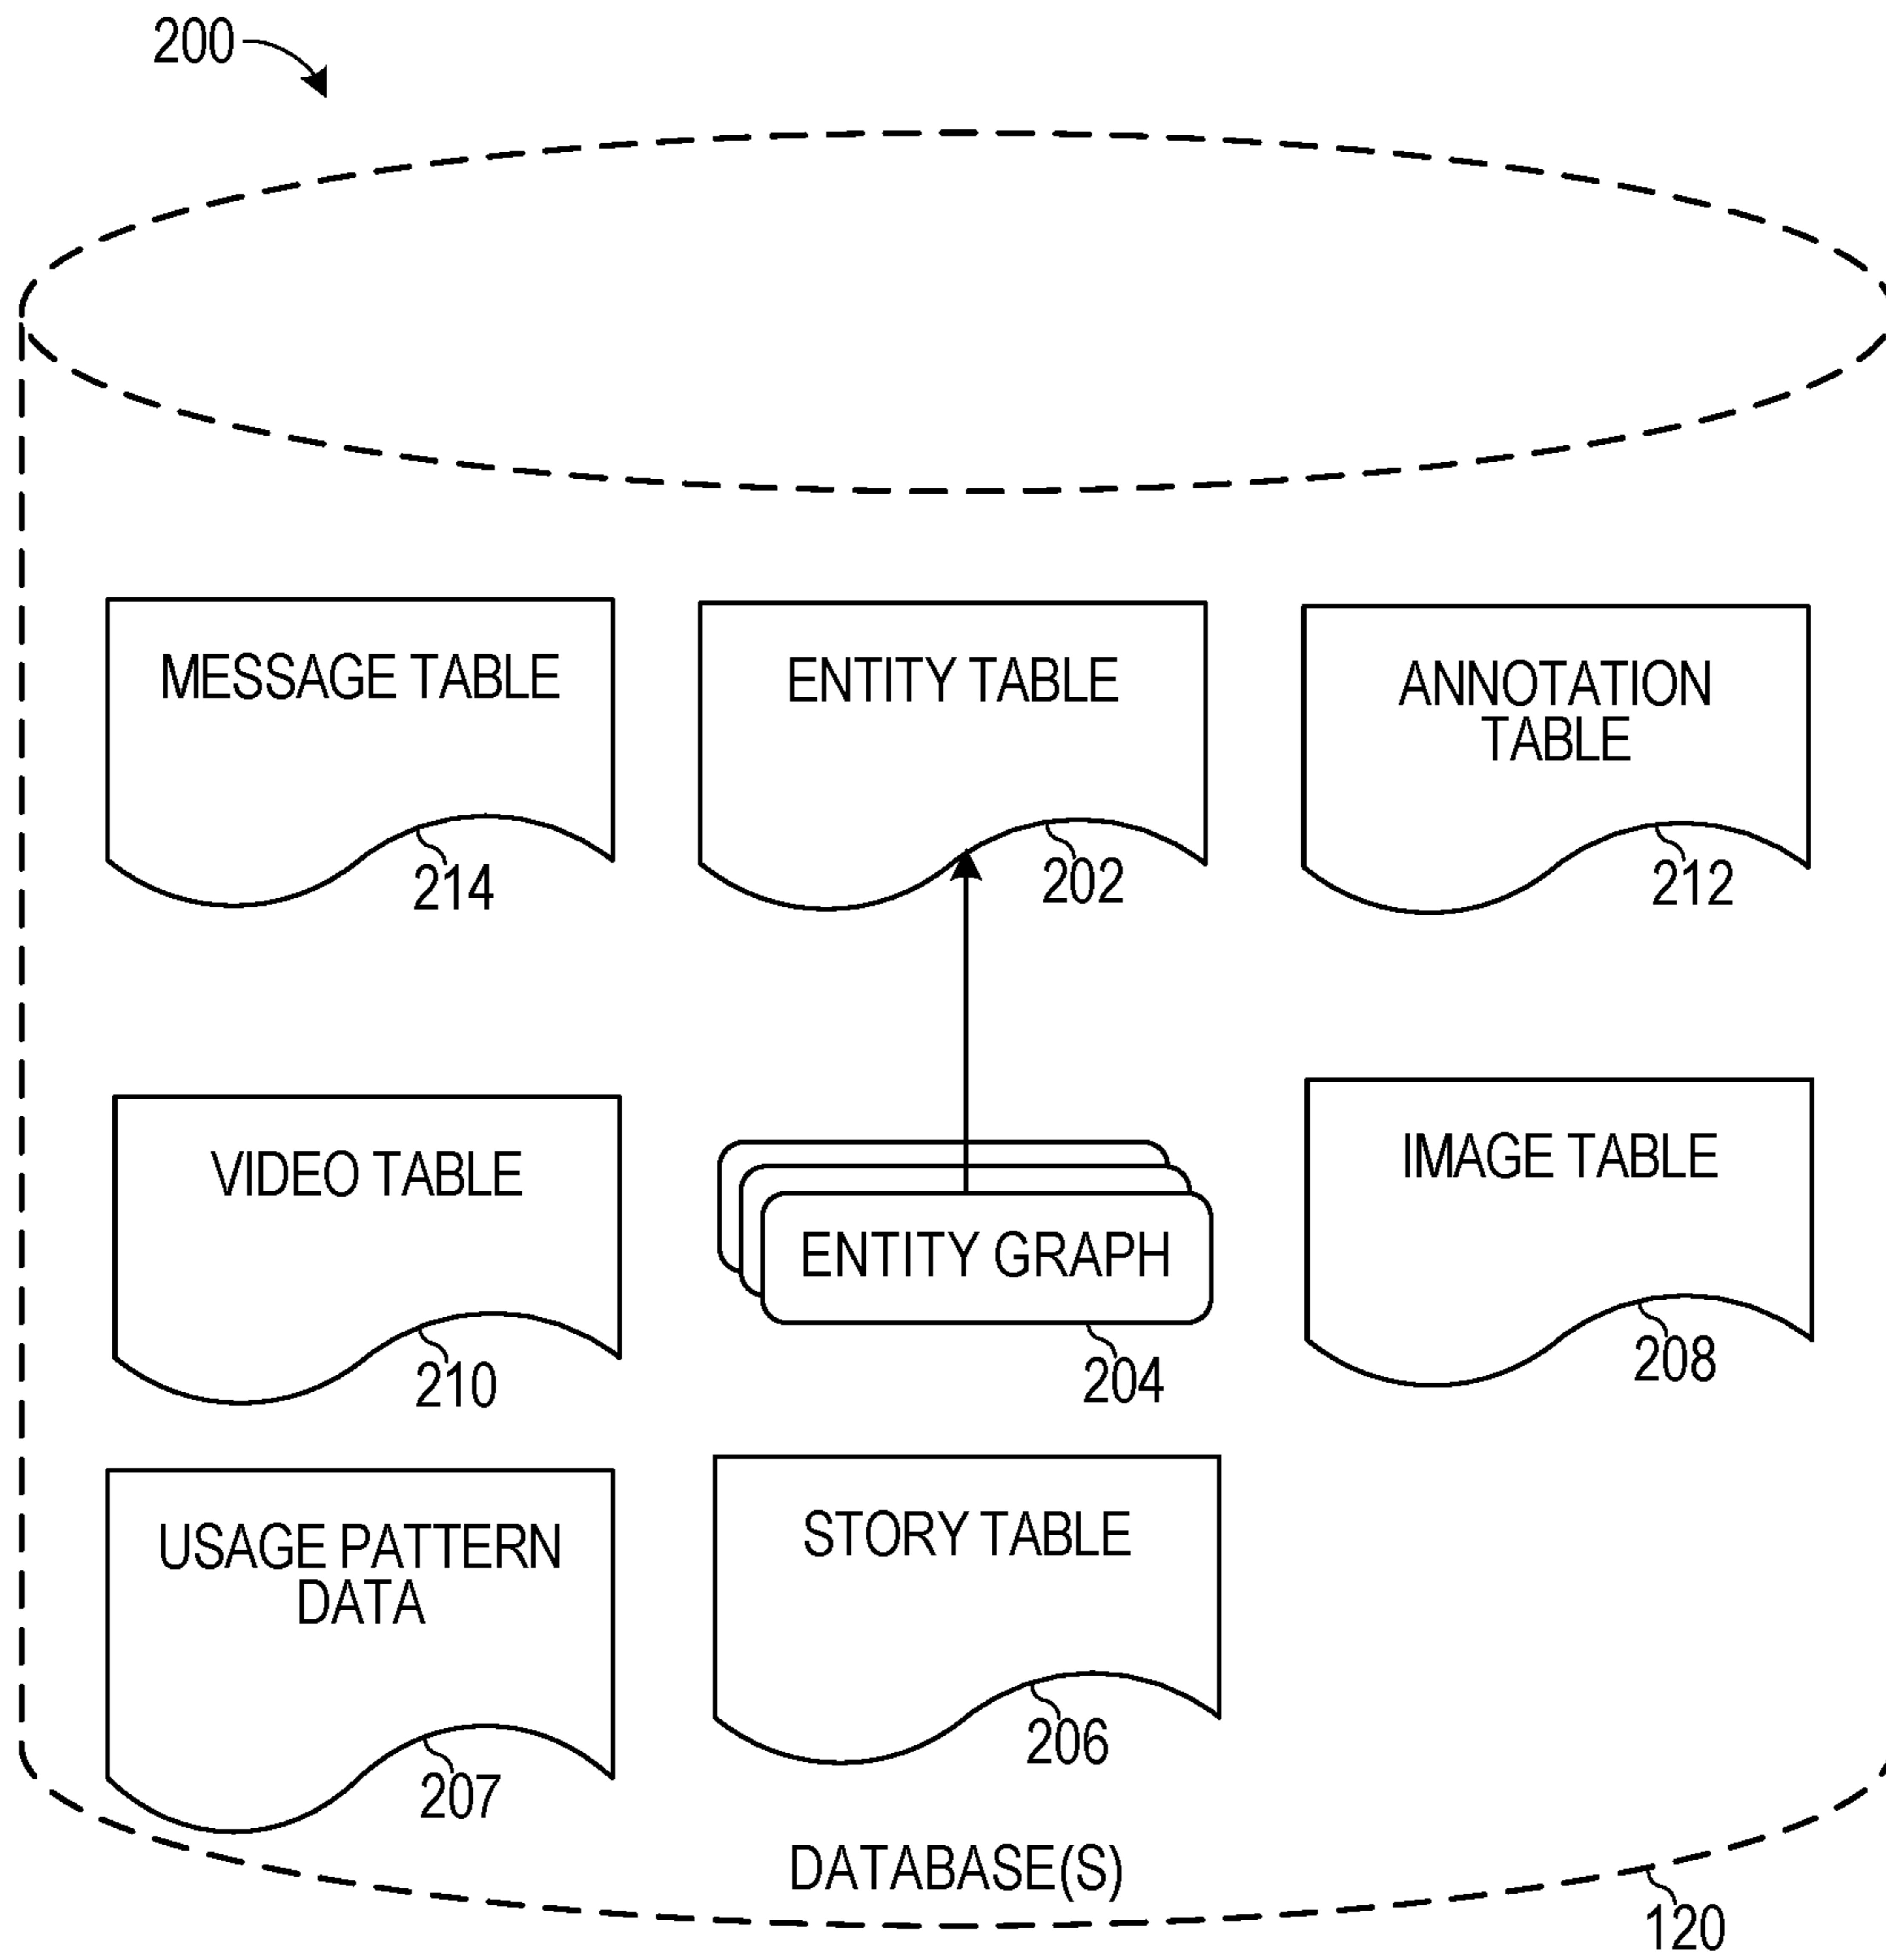 200
MESSAGE TABLE
214
ENTITY TABLE
202
ANNOTATION
TABLE
212
VIDEO TABLE
210
ENTITY GRAPH
204
IMAGE TABLE
208
USAGE PATTERN
DATA
207
STORY TABLE
206
DATABASE(S)
120